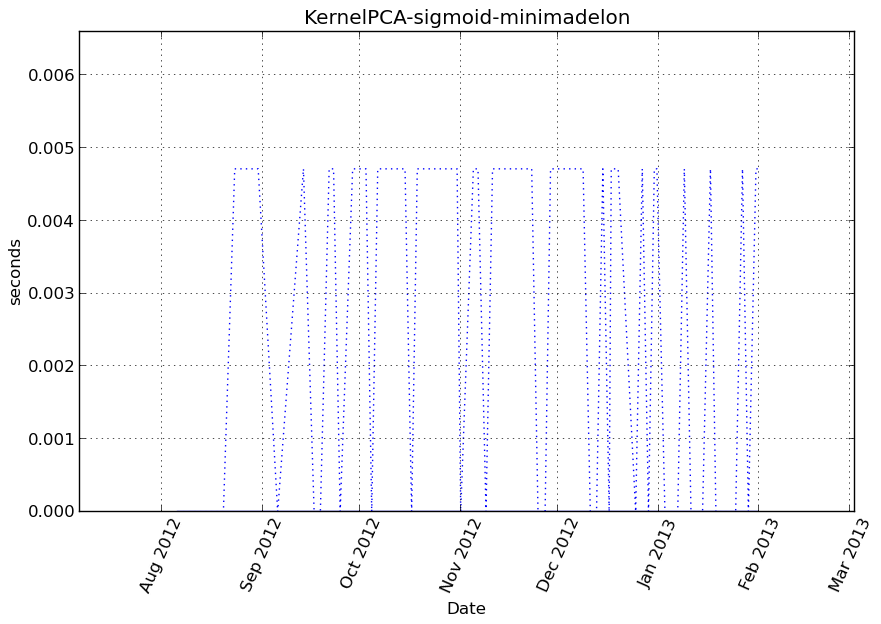 KernelPCA-sigmoid-minimadelon
0.006
0.005
0.004
0.003
0.002
0.001
0.000
seconds
Aug 2012
Sep 2012
Oct 2012
Nov 2012
Dec 2012
Jan 2013
Feb 2013
Mar 2013
Date